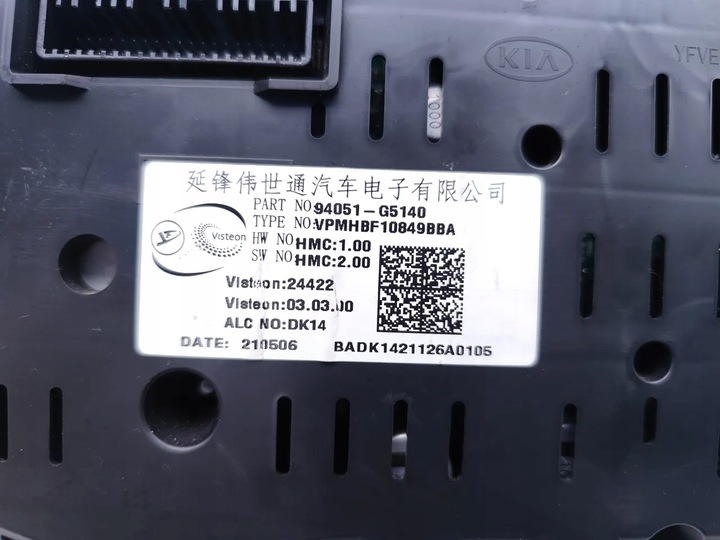 KIA
YFVE
1000
延锋伟世通汽车电子有限公司
PART NO:94051-G5140
TYPE NO:VPMHBF10849BBA
HW NO:HMC:1.00
SW NO:HMC:2.00
Visteon
Visteon:24422
Visteon:03.03.00
ALC NO:DK14
DATE: 210506 BADK1421126A0105